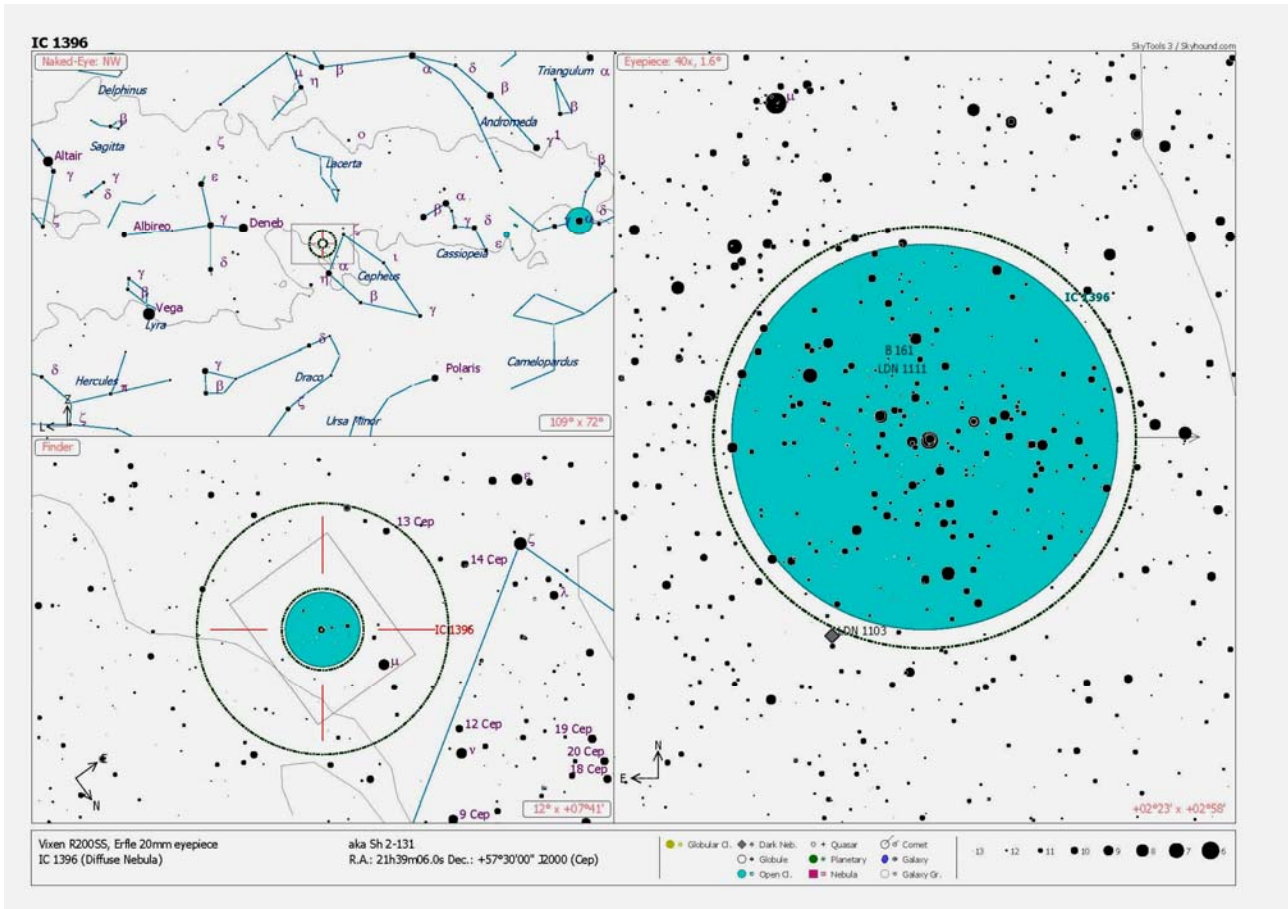 IC 1396
SkyTools 3 / Skyhound.com
Naked-Eye: NW
Delphinus
μ
η
β
α
δ
β
Triangulum
α
β
β
Sagitta
ζ
ο
Andromeda
γ1
Altair
γ
Lacerta
β
γ
δ
ε
α
ζ
Albireo
γ
Deneb
β
γ
δ
ε
γ
α
δ
ζ
Cassiopeia
δ
η
α
Cepheus
ι
γ
β
β
γ
Vega
Lyra
δ
Camelopardus
δ
Hercules
π
γ
β
Draco
Polaris
Z
ζ
L
ζ
Ursa Minor
109° x 72°
Finder
ε
13 Cep
ζ
14 Cep
λ
IC 1396
μ
12 Cep
19 Cep
ν
20 Cep
18 Cep
E
N
9 Cep
12° x +07°41'
Eyepiece: 40x, 1.6°
μ
IC 1396
B 161
LDN 1111
LDN 1103
N
E
+02°23' x +02°58'
Vixen R200SS, Erfle 20mm eyepiece
IC 1396 (Diffuse Nebula)
aka Sh 2-131
R.A.: 21h39m06.0s Dec.: +57°30'00" J2000 (Cep)
Globular Cl.
Dark Neb.
Quasar
Comet
Globule
Planetary
Galaxy
Open Cl.
Nebula
Galaxy Gr.
13 12 11 10 9 8 7 6